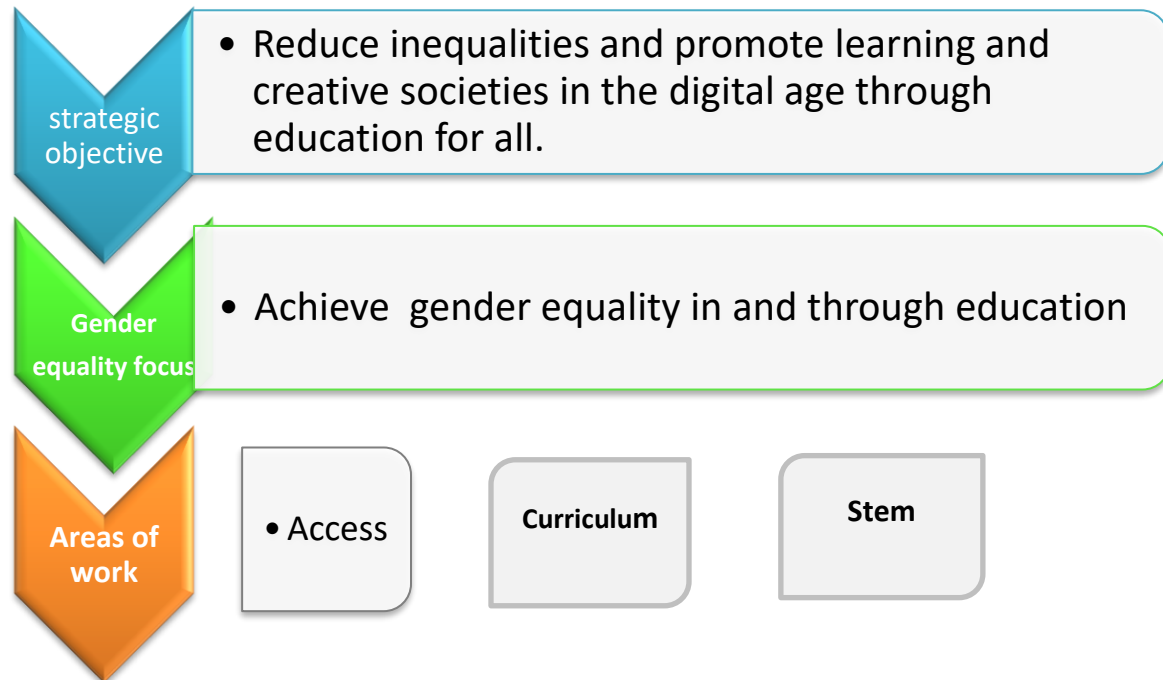 strategic
objective
• Reduce inequalities and promote learning and
creative societies in the digital age through
education for all.
Gender
equality focus
• Achieve  gender equality in and through education
Areas of
work
• Access
Curriculum
Stem